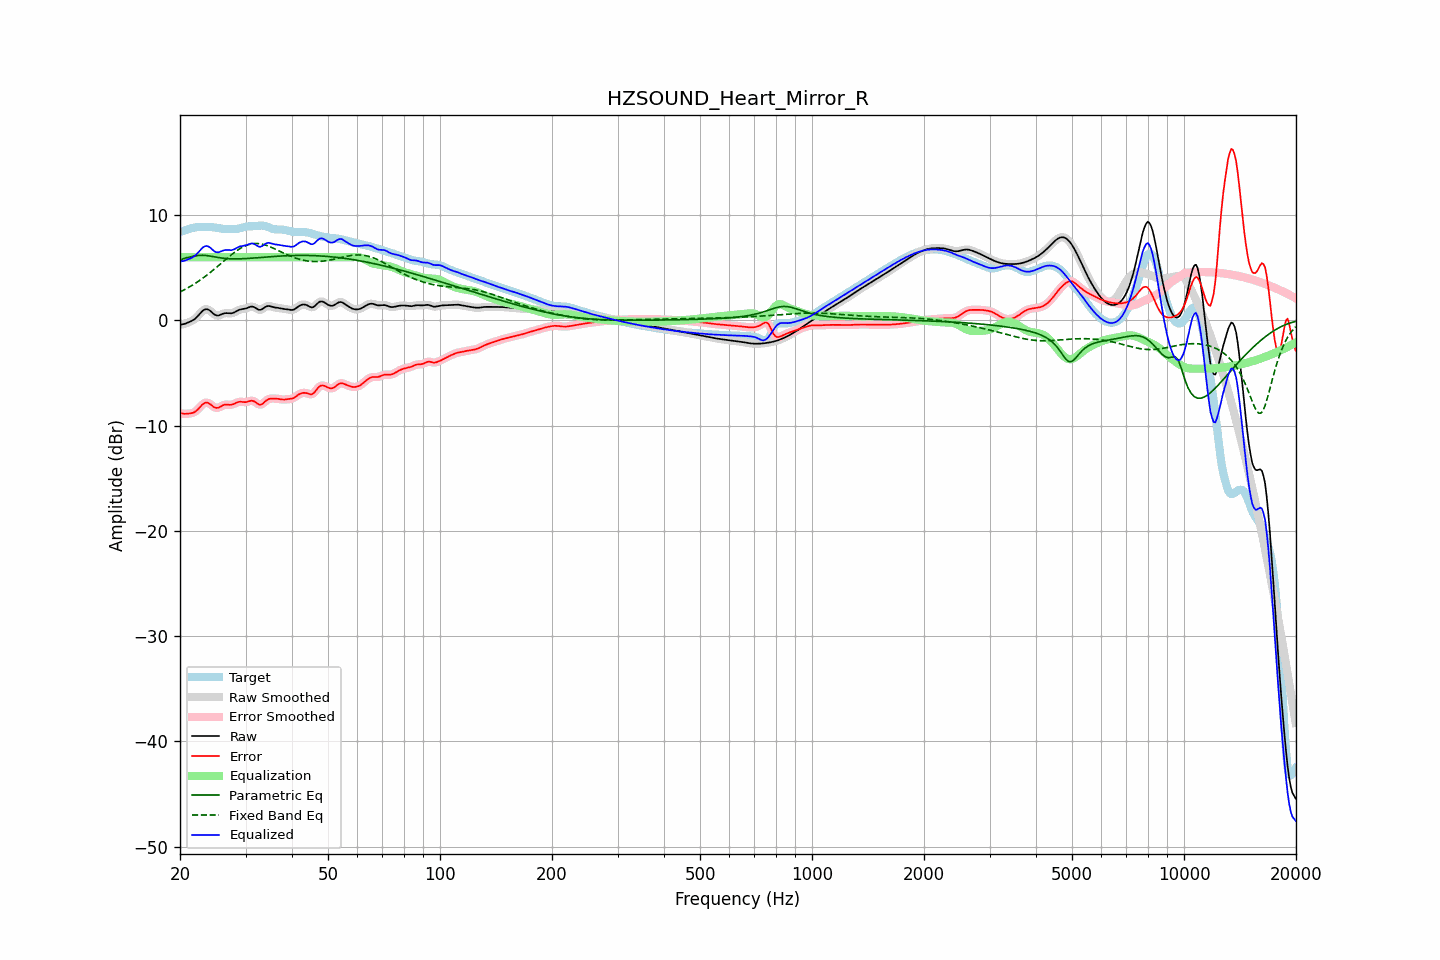 HZSOUND_Heart_Mirror_R
Amplitude (dBr)
10
0
−10
−20
−30
−40
−50
Target
Raw Smoothed
Error Smoothed
Raw
Error
Equalization
Parametric Eq
Fixed Band Eq
Equalized
20 50 100 200 500 1000 2000 5000 10000 20000
Frequency (Hz)